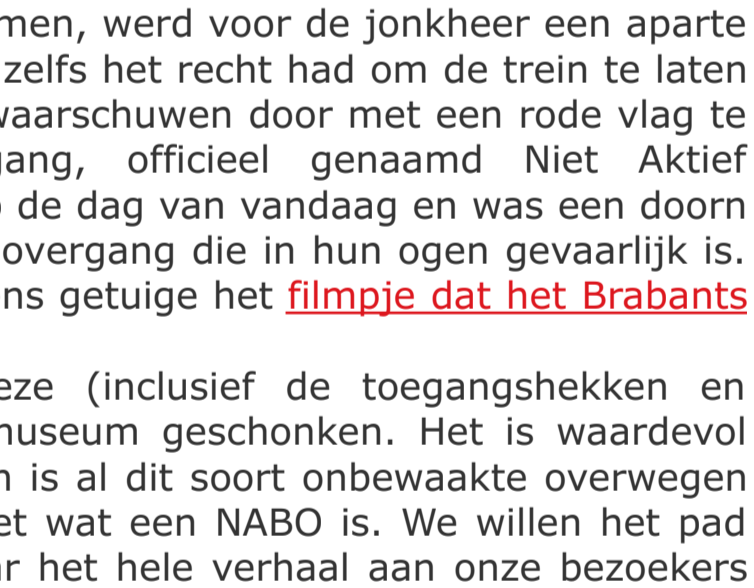 men, werd voor de jonkheer een aparte
zelfs het recht had om de trein te laten
waarschuwen door met een rode vlag te
gang, officieel genaamd Niet Aktief
de dag van vandaag en was een doorn
overgang die in hun ogen gevaarlijk is.
ns getuige het filmpje dat het Brabants
eze (inclusief de toegangshekken en
museum geschonken. Het is waardevol
n is al dit soort onbewaakte overwegen
et wat een NABO is. We willen het pad
ar het hele verhaal aan onze bezoekers